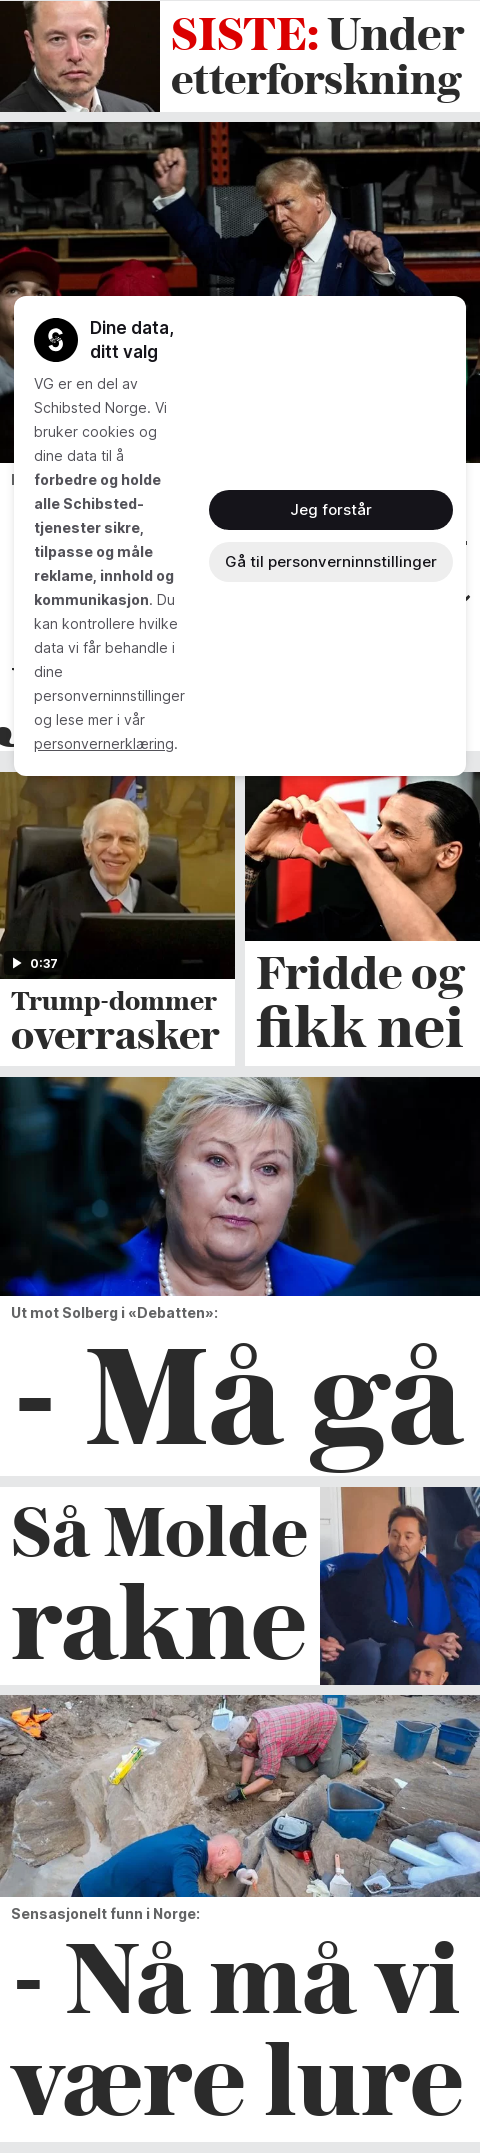 SISTE: Under
etterforskning
Dine data,
ditt valg
VG er en del av
Schibsted Norge. Vi
bruker cookies og
dine data til å
forbedre og holde
alle Schibsted-
tjenester sikre,
tilpasse og måle
reklame, innhold og
kommunikasjon. Du
kan kontrollere hvilke
data vi får behandle i
dine
personverninnstillinger
og lese mer i vår
personvernerklæring.
Jeg forstår
Gå til personverninnstillinger
0:37
Trump-dommer
overrasker
Fridde og
fikk nei
Ut mot Solberg i «Debatten»:
- Må gå
Så Molde
rakne
Sensasjonelt funn i Norge:
- Nå må vi
være lure